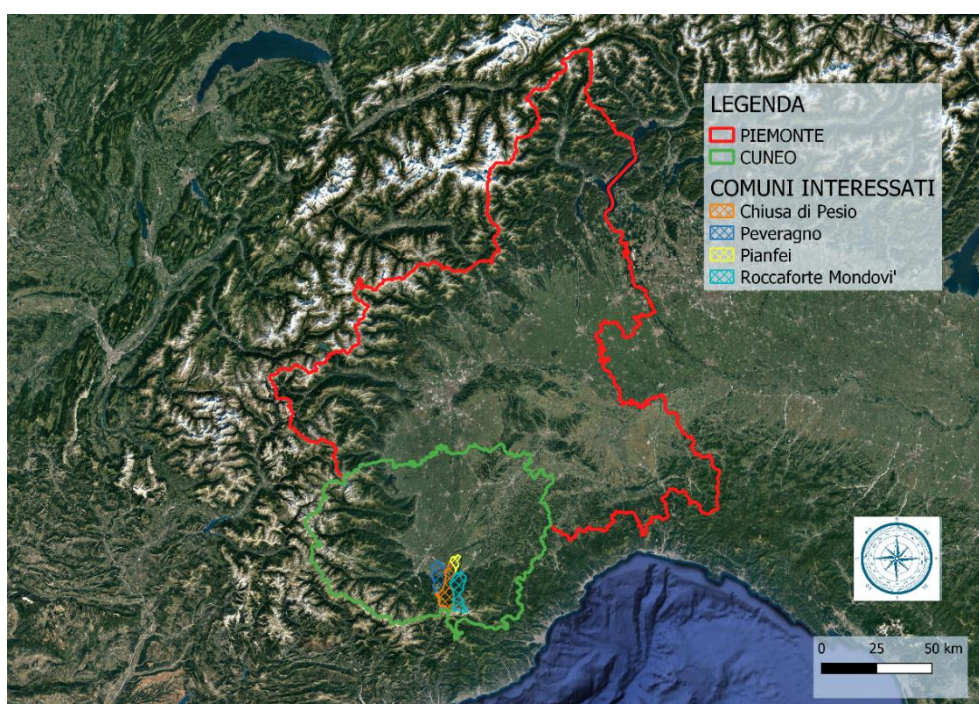 LEGENDA
PIEMONTE
CUNEO
COMUNI INTERESSATI
Chiusa di Pesio
Peveragno
Pianfei
Roccaforte Mondovi'
0 25 50 km